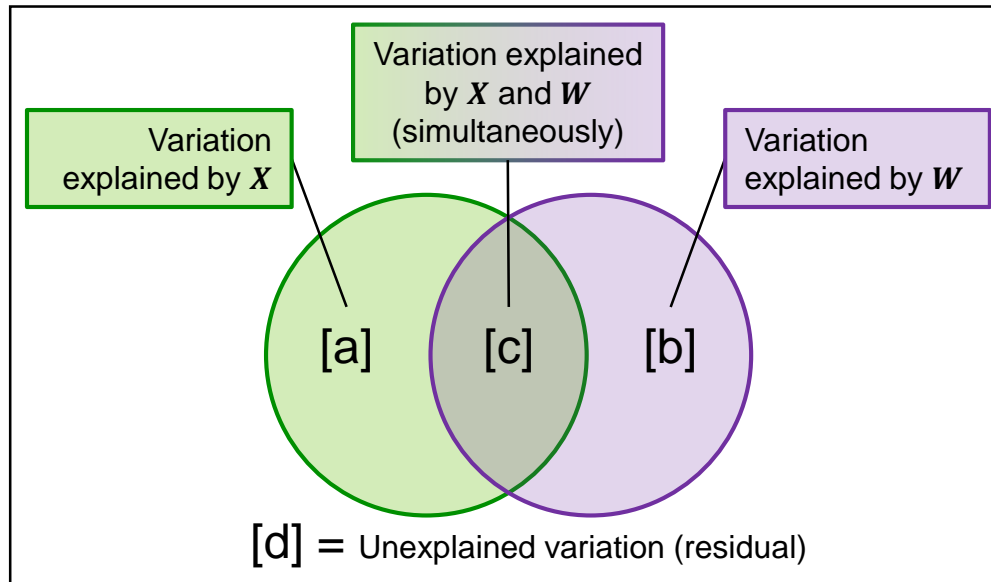 Variation explained
by X and W
(simultaneously)
Variation
explained by X
Variation
explained by W
[a]
[c]
[b]
[d] = Unexplained variation (residual)